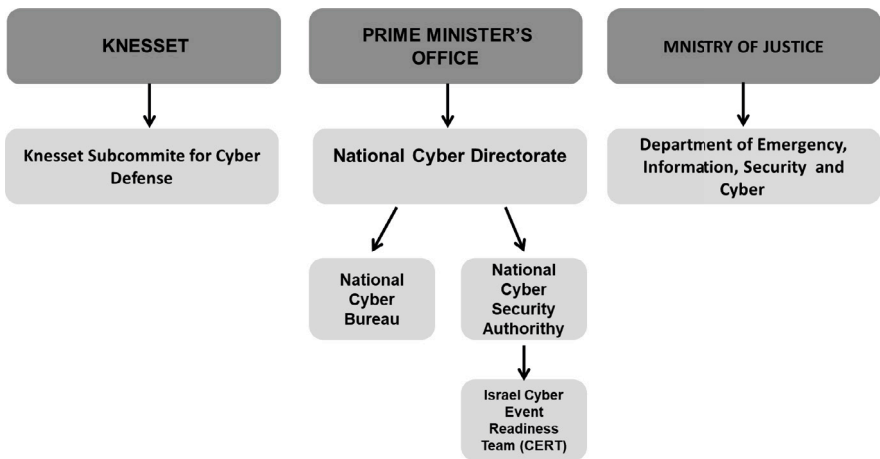 KNESSET
PRIME MINISTER'S
OFFICE
MNISTRY OF JUSTICE
Knesset Subcommite for Cyber
Defense
National Cyber Directorate
Department of Emergency,
Information, Security and
Cyber
National
Cyber
Bureau
National
Cyber
Security
Authorithy
Israel Cyber
Event
Readiness
Team (CERT)